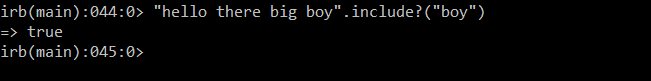 irb(main):044:0> "hello there big boy".include?("boy")
=> true
irb(main):045:0>